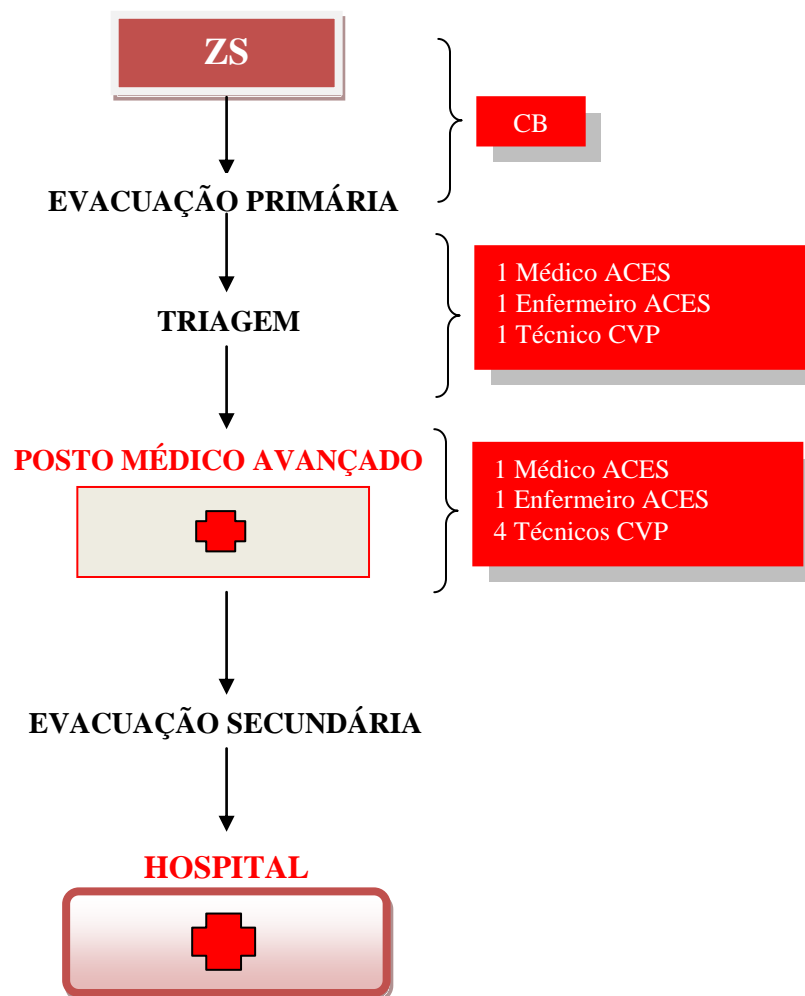 ZS
CB
EVACUAÇÃO PRIMÁRIA
1 Médico ACES
1 Enfermeiro ACES
1 Técnico CVP
TRIAGEM
POSTO MÉDICO AVANÇADO
1 Médico ACES
1 Enfermeiro ACES
4 Técnicos CVP
EVACUAÇÃO SECUNDÁRIA
HOSPITAL